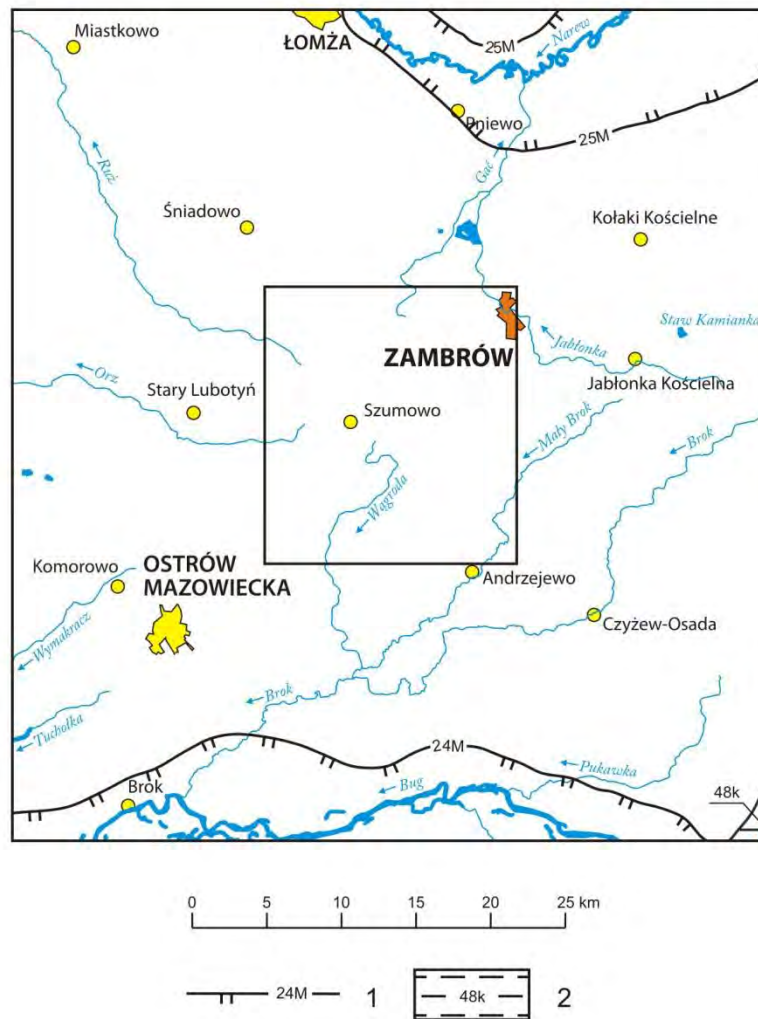 Miastkowo
ŁOMŻA
25M
Narew
Pniewo
25M
Ruż
Gać
Śniadowo
Kołaki Kościelne
Staw Kamianka
ZAMBRÓW
Jabłonka
Jabłonka Kościelna
Orz
Stary Lubotyń
Szumowo
Mały Brok
Brok
Wągroda
Komorowo
OSTRÓW
MAZOWIECKA
Andrzejewo
Czyżew-Osada
Wymakracz
Brok
Tuchołka
24M
Pukawka
Brok
Bug
48k
0 5 10 15 20 25 km
24M 1 48k 2